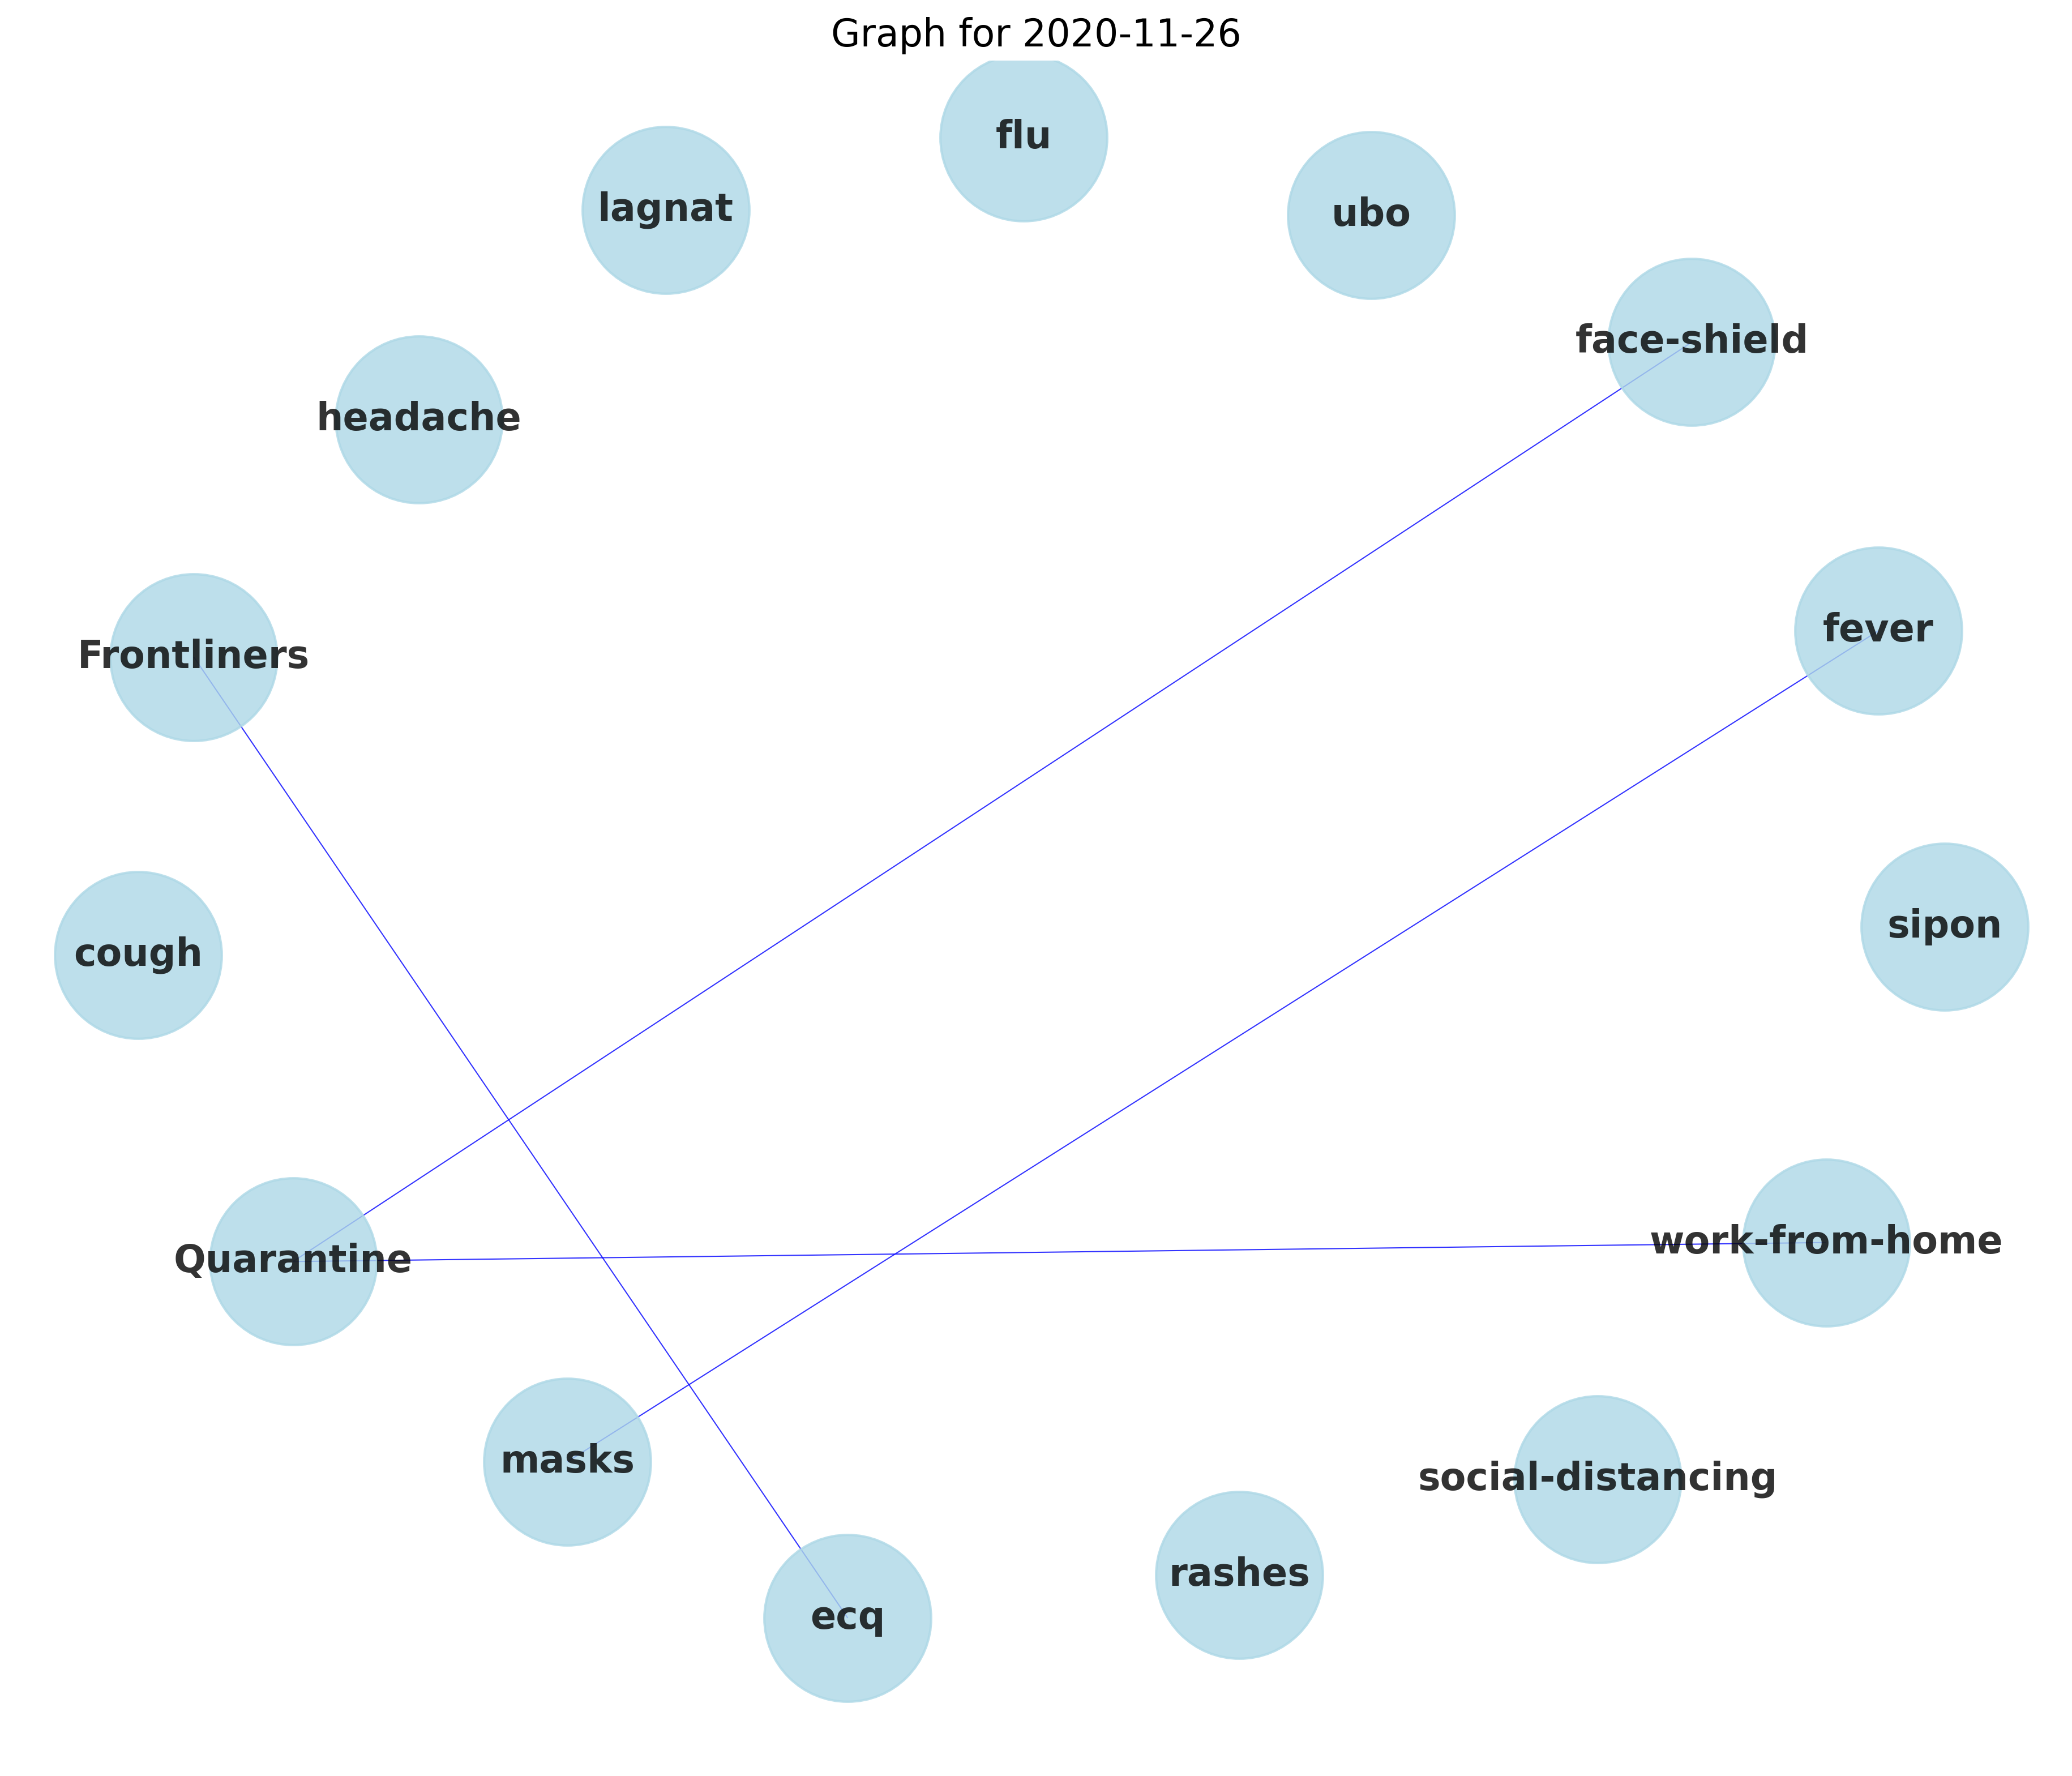 Graph for 2020-11-26
flu
lagnat
ubo
face-shield
headache
fever
Frontliners
sipon
cough
work-from-home
Quarantine
masks
social-distancing
rashes
ecq